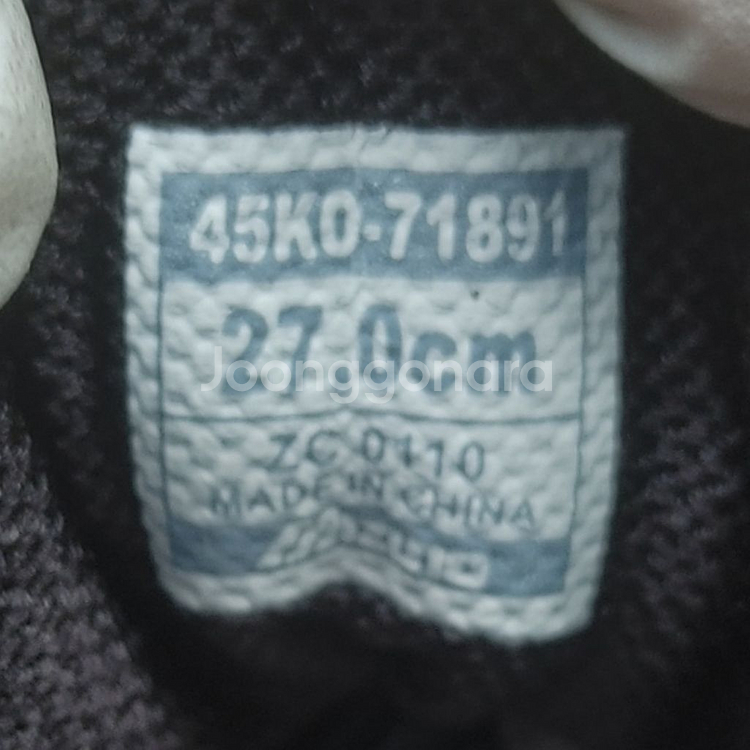 45K0-71891
27.0cm
Joonggonara
ZC 0110
MADE IN CHINA